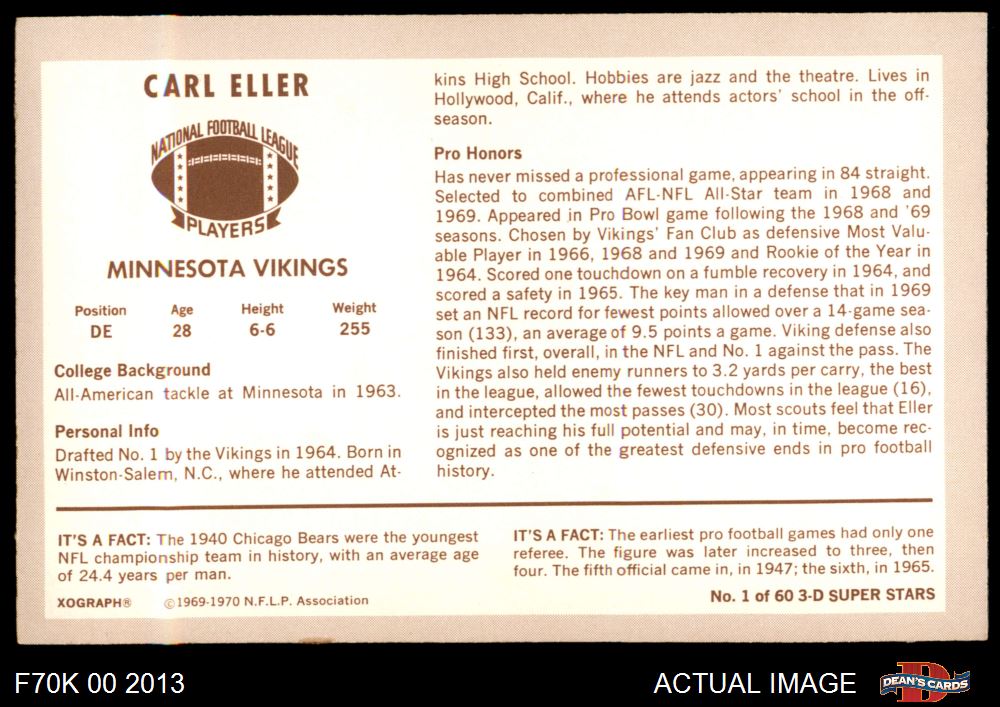 CARL ELLER
NATIONAL FOOTBALL LEAGUE
PLAYERS
MINNESOTA VIKINGS
Position Age Height Weight
DE 28 6-6 255
College Background
All-American tackle at Minnesota in 1963.
Personal Info
Drafted No. 1 by the Vikings in 1964. Born in
Winston-Salem, N.C., where he attended At-
kins High School. Hobbies are jazz and the theatre. Lives in
Hollywood, Calif., where he attends actors' school in the off-
season.
Pro Honors
Has never missed a professional game, appearing in 84 straight.
Selected to combined AFL-NFL All-Star team in 1968 and
1969. Appeared in Pro Bowl game following the 1968 and '69
seasons. Chosen by Vikings' Fan Club as defensive Most Valu-
able Player in 1966, 1968 and 1969 and Rookie of the Year in
1964. Scored one touchdown on a fumble recovery in 1964, and
scored a safety in 1965. The key man in a defense that in 1969
set an NFL record for fewest points allowed over a 14-game sea-
son (133), an average of 9.5 points a game. Viking defense also
finished first, overall, in the NFL and No. 1 against the pass. The
Vikings also held enemy runners to 3.2 yards per carry, the best
in the league, allowed the fewest touchdowns in the league (16),
and intercepted the most passes (30). Most scouts feel that Eller
is just reaching his full potential and may, in time, become rec-
ognized as one of the greatest defensive ends in pro football
history.
IT'S A FACT: The 1940 Chicago Bears were the youngest
NFL championship team in history, with an average age
of 24.4 years per man.
IT'S A FACT: The earliest pro football games had only one
referee. The figure was later increased to three, then
four. The fifth official came in, in 1947; the sixth, in 1965.
XOGRAPH® ©1969-1970 N.F.L.P. Association
No. 1 of 60 3-D SUPER STARS
F70K 00 2013
ACTUAL IMAGE
D
DEAN'S CARDS